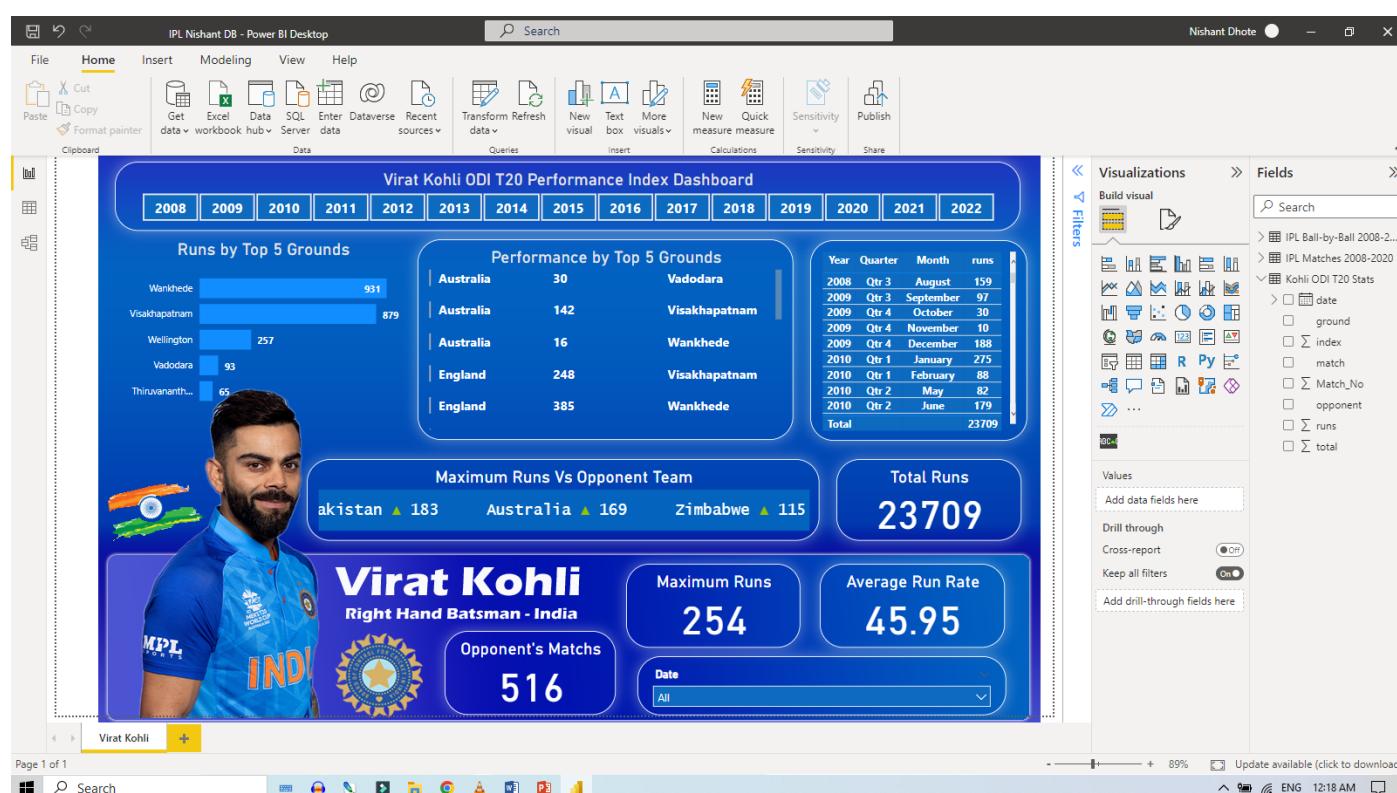 IPL Nishant DB - Power BI Desktop
Search
Nishant Dhote
File Home Insert Modeling View Help
Paste
Cut
Copy
Format painter
Get data
Excel workbook
Data hub
SQL Server
Enter data
Dataverse
Recent sources
Transform data
Refresh
New visual
Text box
More visuals
New measure
Quick measure
Sensitivity
Publish
Clipboard
Data
Queries
Insert
Calculations
Sensitivity
Share
Virat Kohli ODI T20 Performance Index Dashboard
2008 2009 2010 2011 2012 2013 2014 2015 2016 2017 2018 2019 2020 2021 2022
Runs by Top 5 Grounds
Wankhede 931
Visakhapatnam 879
Wellington 257
Vadodara 93
Thiruvananth... 65
Performance by Top 5 Grounds
Australia 30 Vadodara
Australia 142 Visakhapatnam
Australia 16 Wankhede
England 248 Visakhapatnam
England 385 Wankhede
Year Quarter Month runs
2008 Qtr 3 August 159
2009 Qtr 3 September 97
2009 Qtr 4 October 30
2009 Qtr 4 November 10
2009 Qtr 4 December 188
2010 Qtr 1 January 275
2010 Qtr 1 February 88
2010 Qtr 2 May 82
2010 Qtr 2 June 179
Total 23709
Maximum Runs Vs Opponent Team
akistan ▲ 183 Australia ▲ 169 Zimbabwe ▲ 115
Total Runs
23709
Virat Kohli
Right Hand Batsman - India
Maximum Runs
254
Average Run Rate
45.95
Opponent's Matchs
516
Date
All
MPL
SPORTS
INDI
Filters
Visualizations
Build visual
R Py
123
Values
Add data fields here
Drill through
Cross-report
Off
Keep all filters
On
Add drill-through fields here
Fields
Search
IPL Ball-by-Ball 2008-2...
IPL Matches 2008-2020
Kohli ODI T20 Stats
date
ground
∑ index
match
∑ Match_No
opponent
∑ runs
∑ total
Virat Kohli
Page 1 of 1
- + 89%
Update available (click to download
Search
ENG 12:18 AM